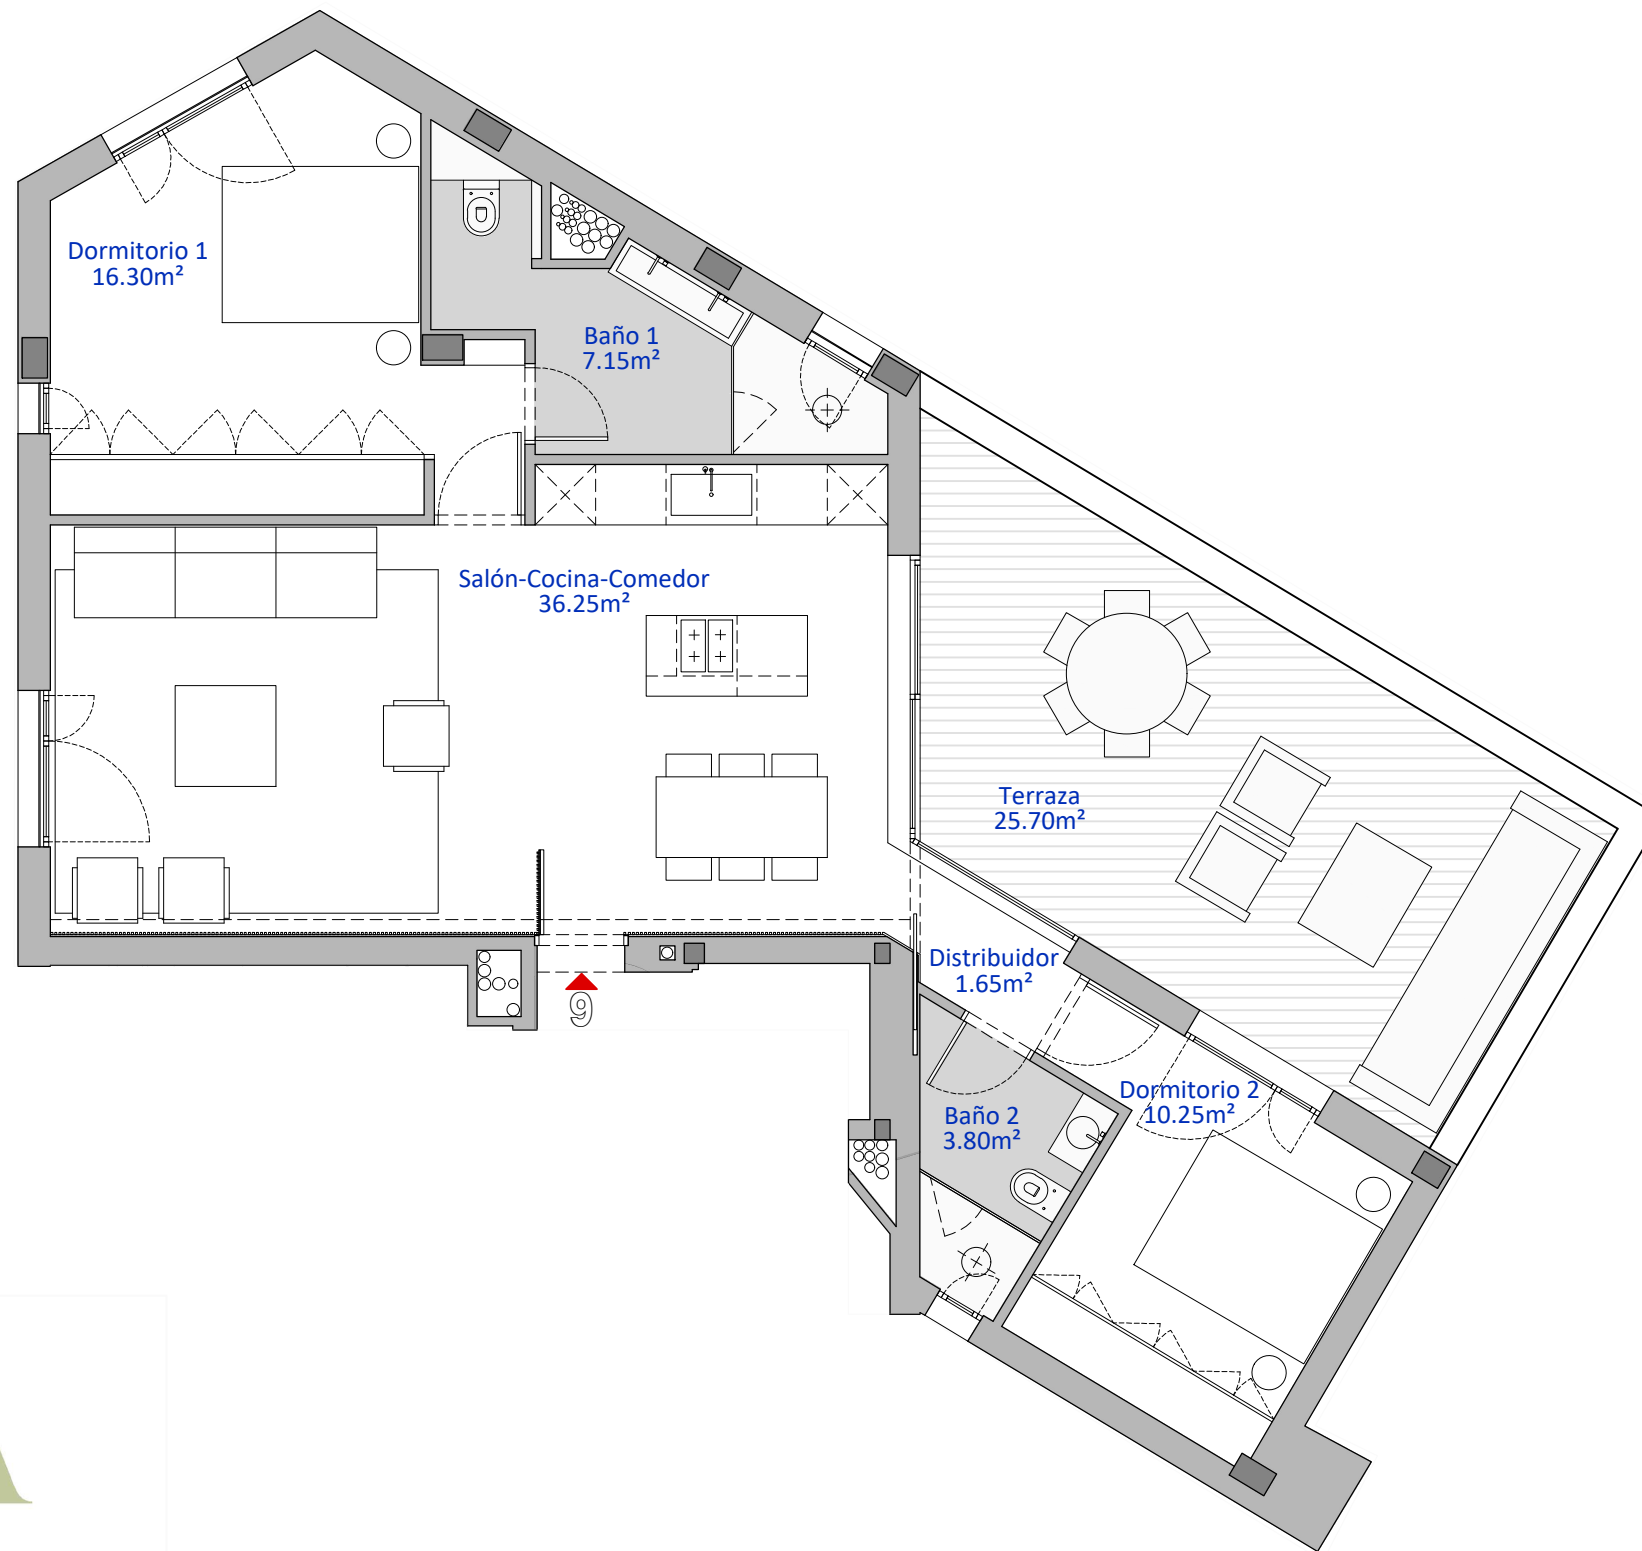 Dormitorio 1
16.30m²
Baño 1
7.15m²
Salón-Cocina-Comedor
36.25m²
Terraza
25.70m²
Distribuidor
1.65m²
9
Dormitorio 2
10.25m²
Baño 2
3.80m²